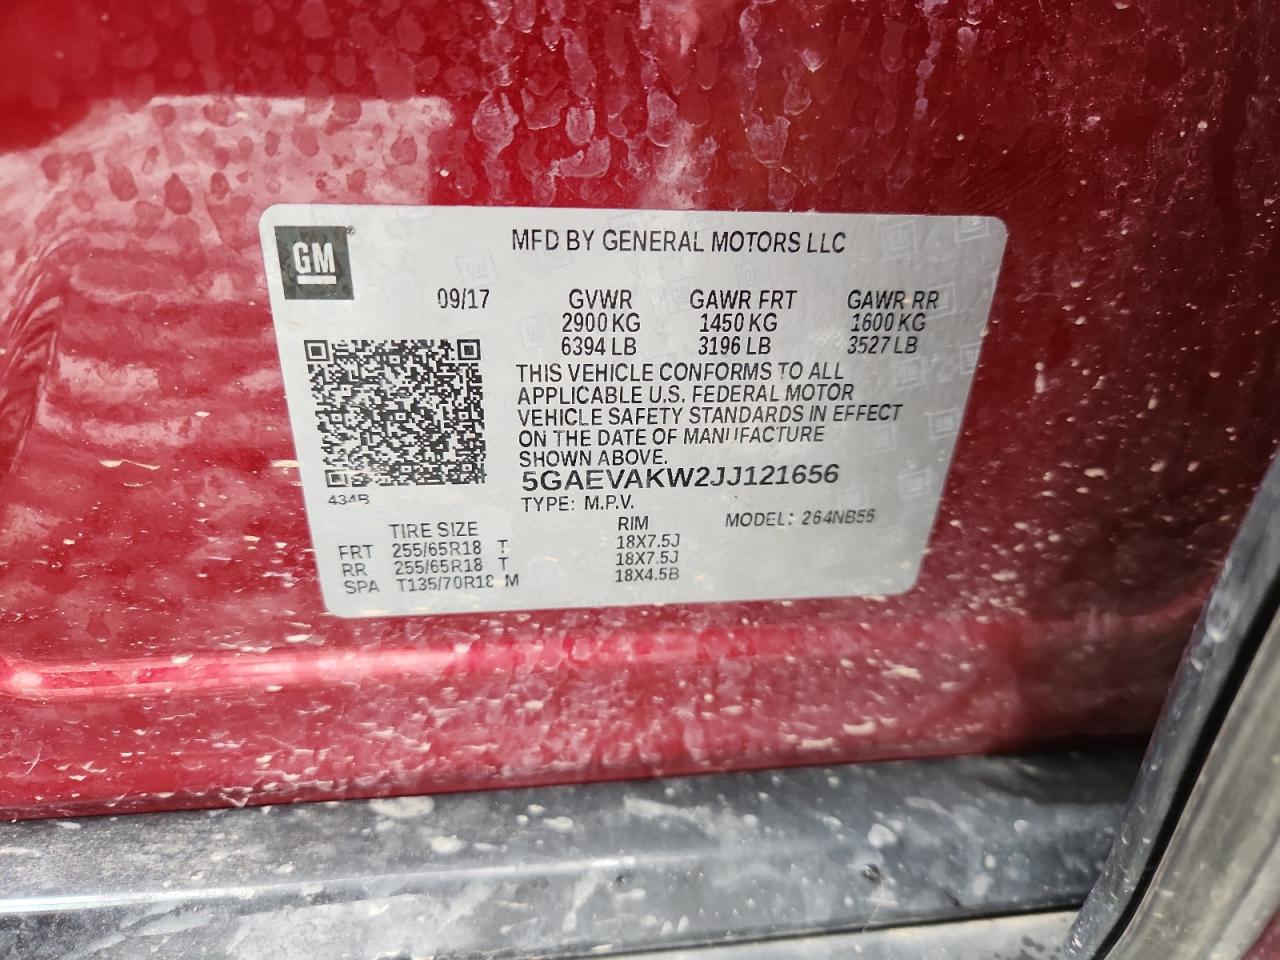 GM
MFD BY GENERAL MOTORS LLC
09/17 GVWR GAWR FRT GAWR RR
2900 KG 1450 KG 1600 KG
6394 LB 3196 LB 3527 LB
THIS VEHICLE CONFORMS TO ALL
APPLICABLE U.S. FEDERAL MOTOR
VEHICLE SAFETY STANDARDS IN EFFECT
ON THE DATE OF MANUFACTURE
SHOWN ABOVE.
5GAEVAKW2JJ121656
434B
TYPE: M.P.V.
MODEL: 264NB56
TIRE SIZE RIM
FRT 255/65R18 T 18X7.5J
RR 255/65R18 T 18X7.5J
SPA T135/70R18 M 18X4.5B